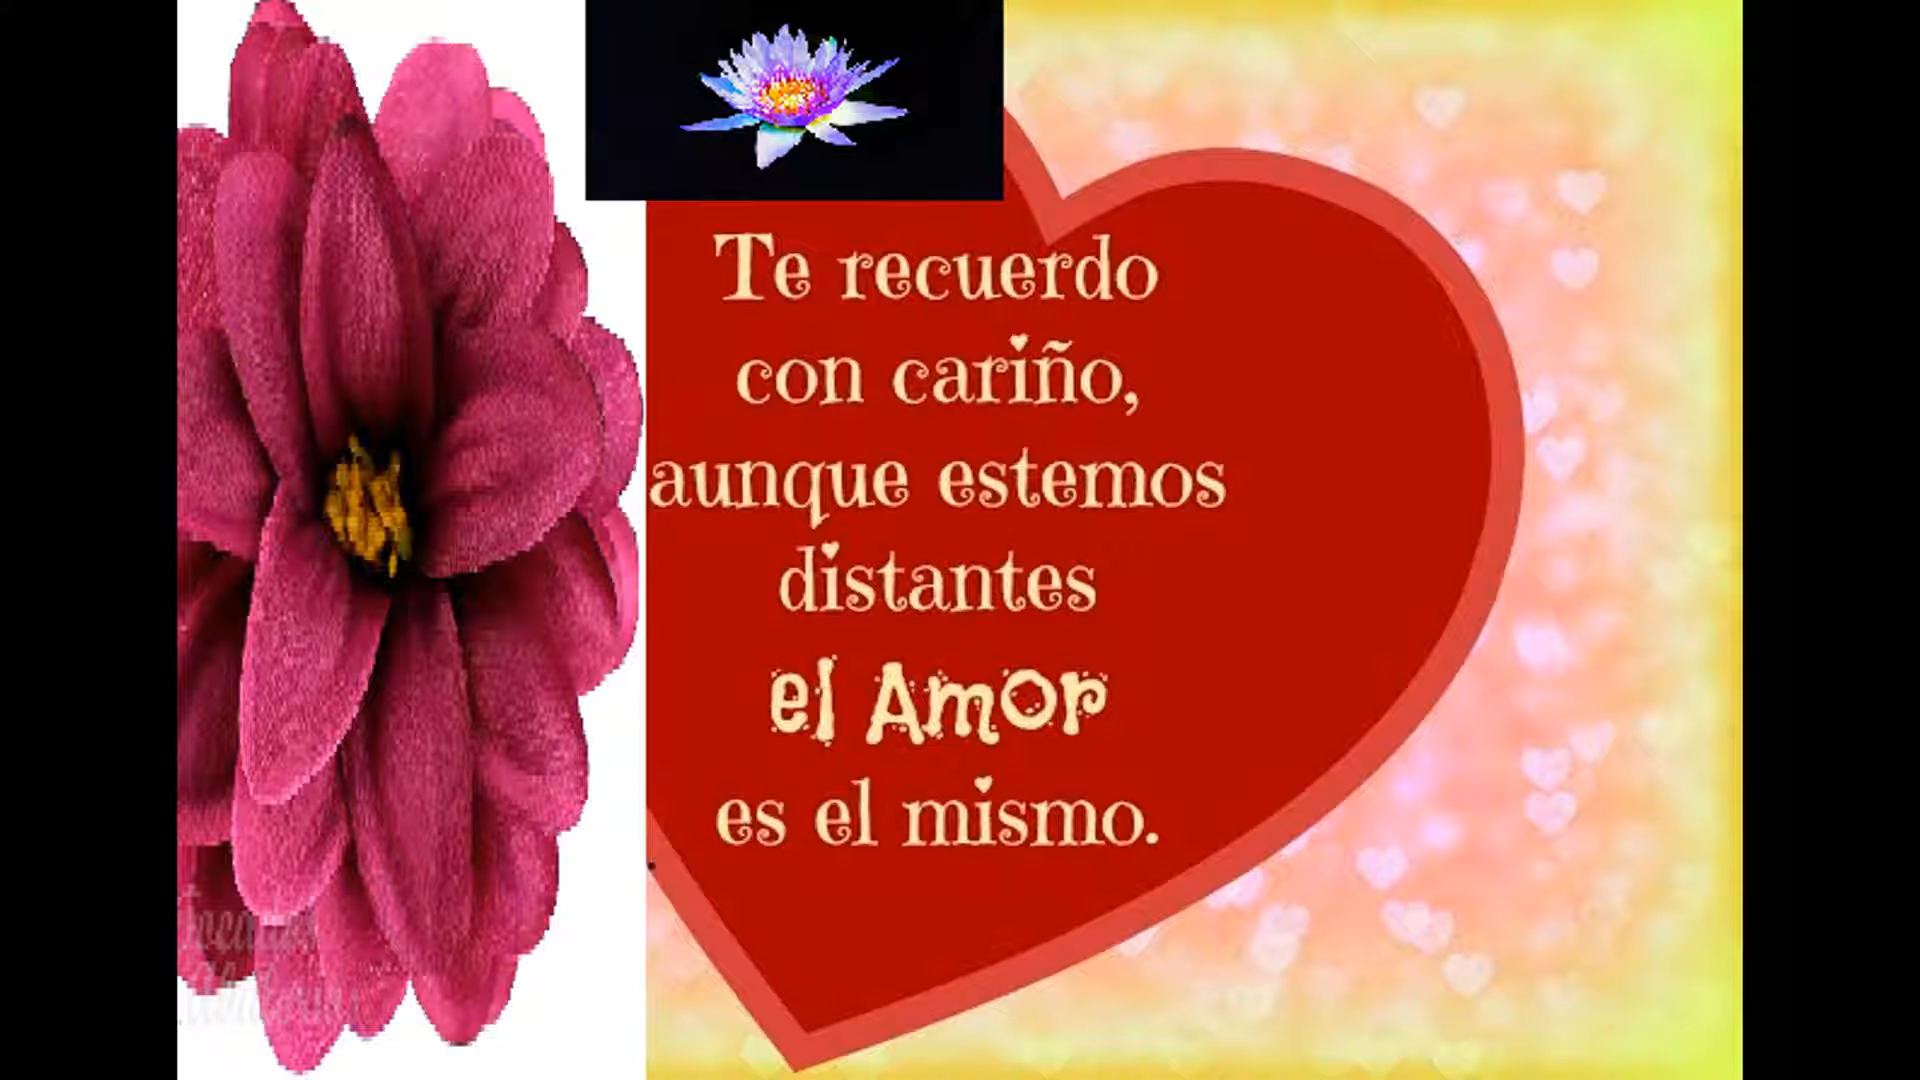 Te recuerdo
con cariño,
aunque estemos
distantes
el Amor
es el mismo.